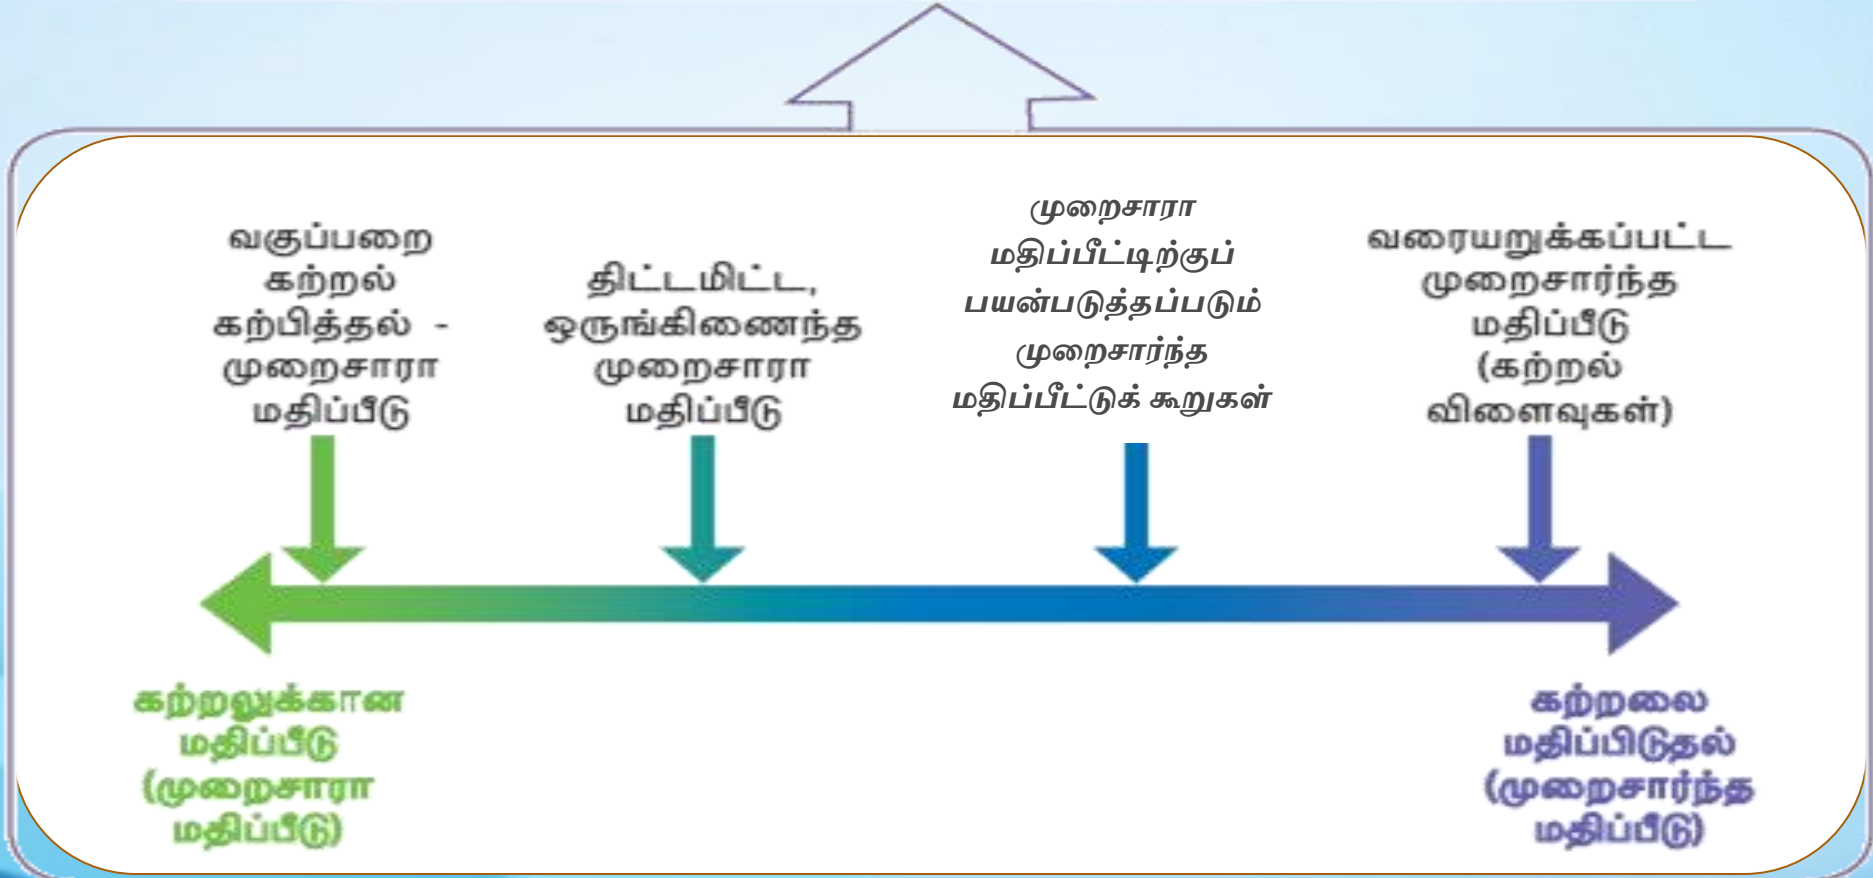 வகுப்பறை
கற்றல்
கற்பித்தல் -
முறைசாரா
மதிப்பீடு
திட்டமிட்ட,
ஒருங்கிணைந்த
முறைசாரா
மதிப்பீடு
முறைசாரா
மதிப்பீட்டிற்குப்
பயன்படுத்தப்படும்
முறைசார்ந்த
மதிப்பீட்டுக் கூறுகள்
வரையறுக்கப்பட்ட
முறைசார்ந்த
மதிப்பீடு
(கற்றல்
விளைவுகள்)
கற்றலுக்கான
மதிப்பீடு
(முறைசாரா
மதிப்பீடு)
கற்றலை
மதிப்பிடுதல்
(முறைசார்ந்த
மதிப்பீடு)